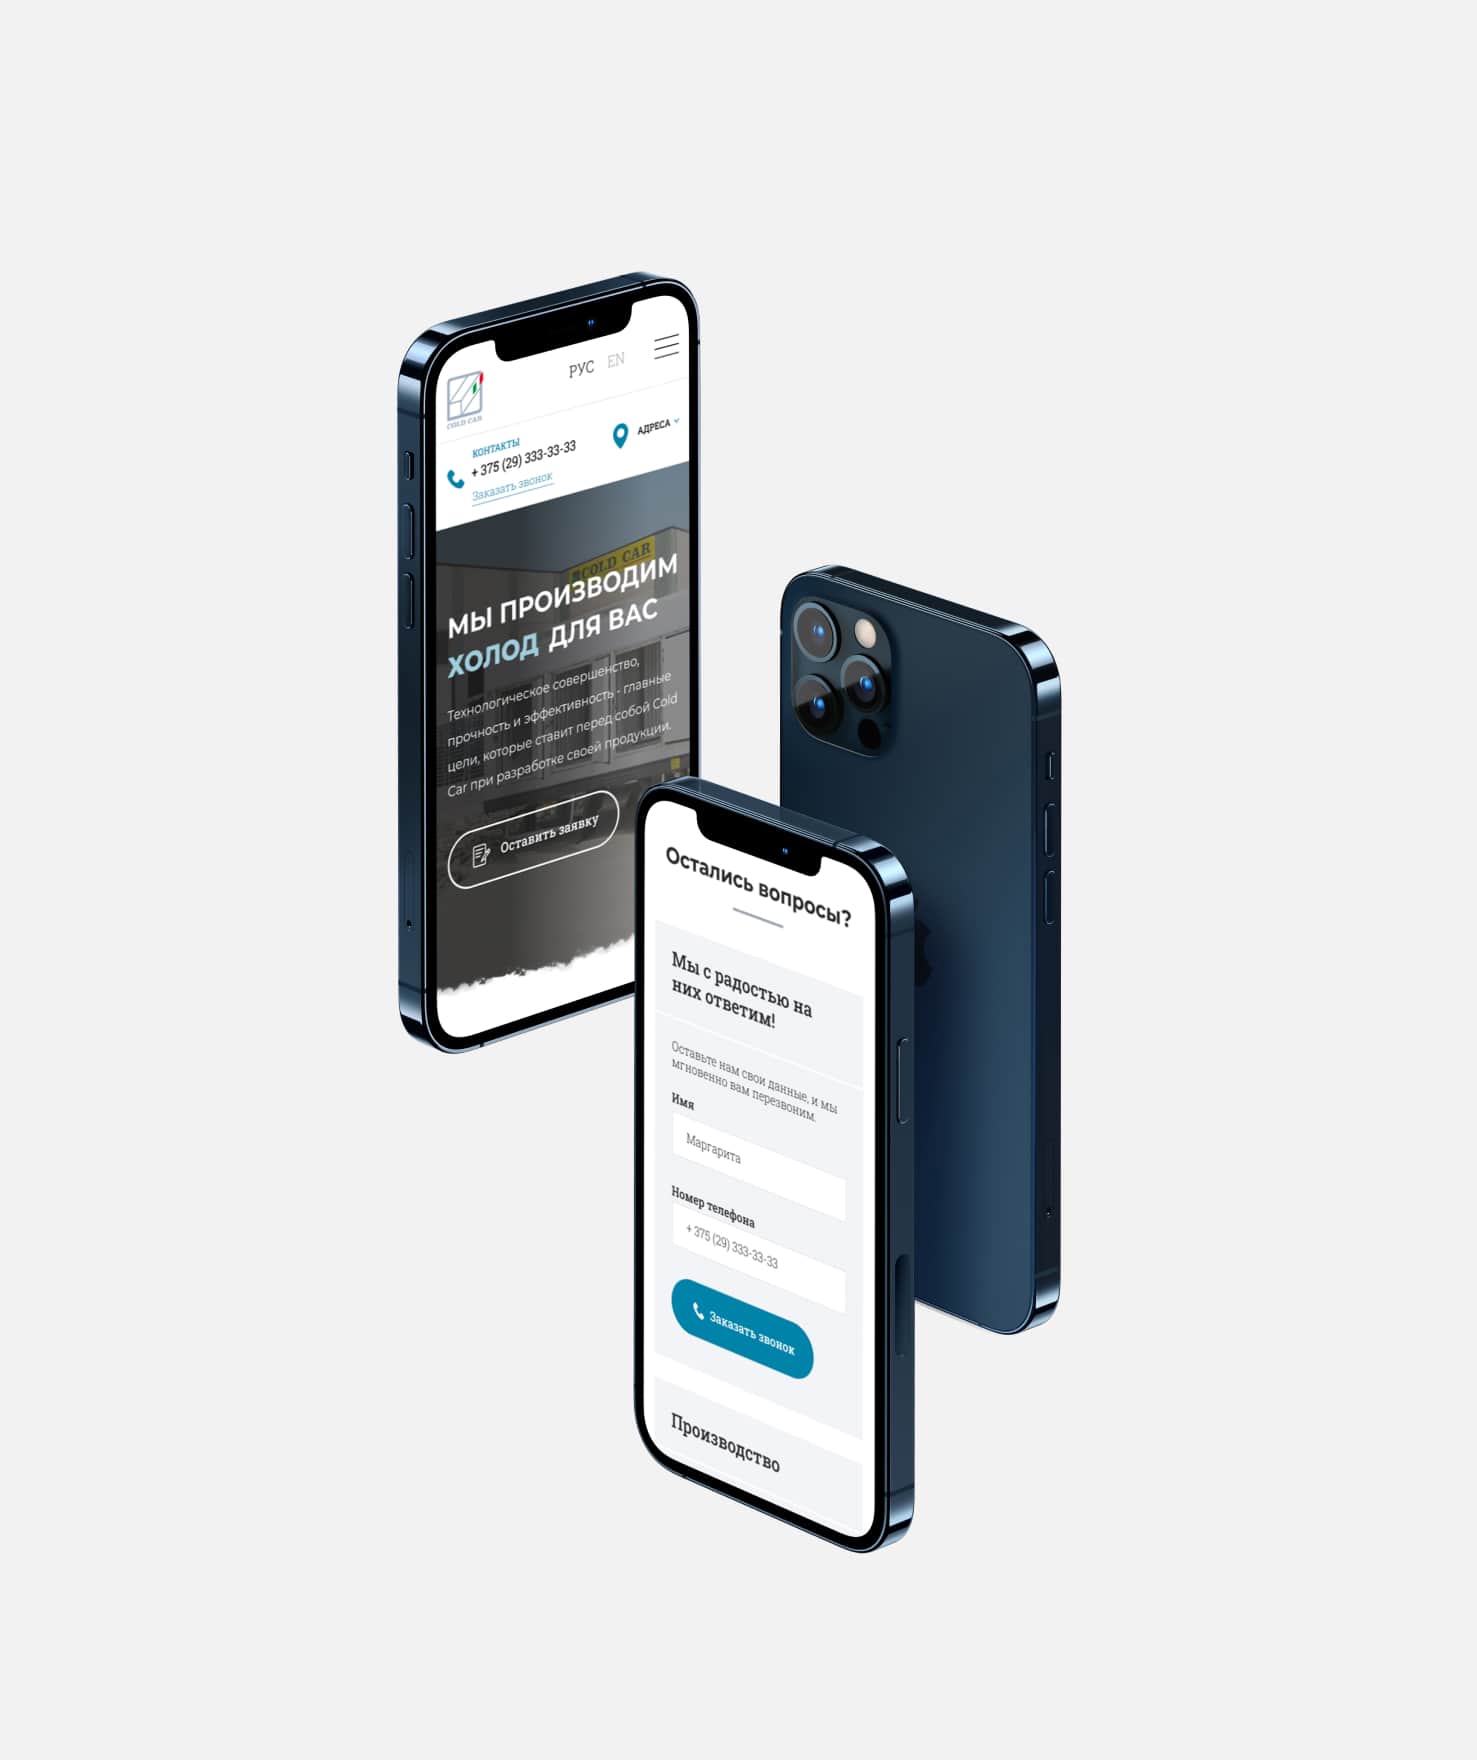 COLD CAR
РУС EN
КОНТАКТЫ
+ 375 (29) 333-33-33
Заказать звонок
АДРЕСА
COLD CAR
МЫ ПРОИЗВОДИМ
ХОЛОД ДЛЯ ВАС
Технологическое совершенство,
прочность и эффективность - главные
цели, которые ставит перед собой Cold
Car при разработке своей продукции.
Оставить заявку
Остались вопросы?
Мы с радостью на
них ответим!
Оставьте нам свои данные, и мы
мгновенно вам перезвоним.
Имя
Маргарита
Номер телефона
+ 375 (29) 333-33-33
Заказать звонок
Производство